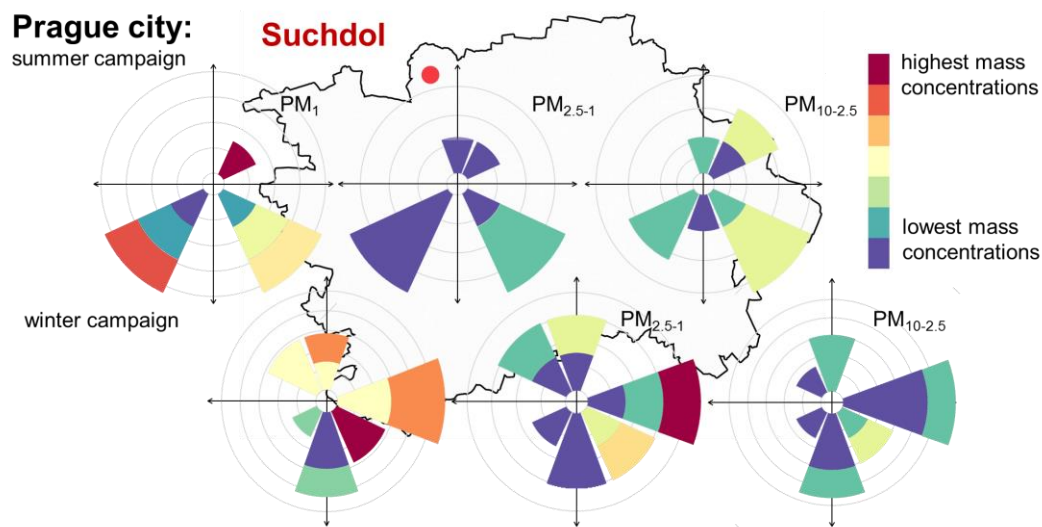 Prague city:
summer campaign
Suchdol
highest mass
concentrations
PM1
PM2.5-1
PM10-2.5
lowest mass
concentrations
winter campaign
PM2.5-1
PM10-2.5